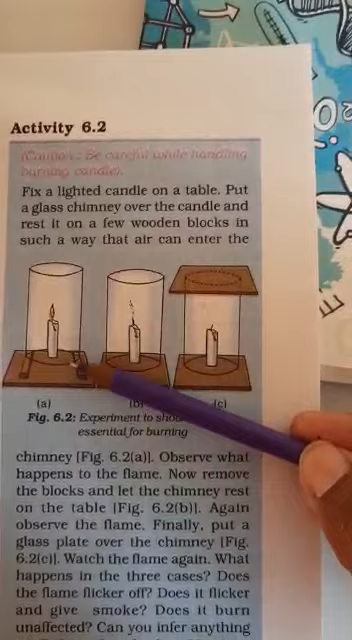 Activity 6.2
(Caution : Be careful while handling
burning candles.
Fix a lighted candle on a table. Put
a glass chimney over the candle and
rest it on a few wooden blocks in
such a way that air can enter the
(a) (b) (c)
Fig. 6.2: Experiment to
essential for burning
chimney [Fig. 6.2(a)]. Observe what
happens to the flame. Now remove
the blocks and let the chimney rest
on the table [Fig. 6.2(b)]. Again
observe the flame. Finally, put a
glass plate over the chimney [Fig.
6.2(c)]. Watch the flame again. What
happens in the three cases? Does
the flame flicker off? Does it flicker
and give smoke? Does it burn
unaffected? Can you infer anything